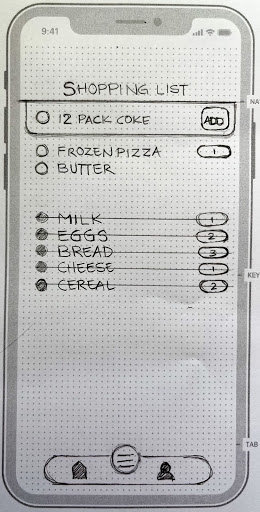 9:41
SHOPPING LIST
NA
12 PACK COKE ADD
FROZEN PIZZA 1
BUTTER
MILK 1
EGGS 2
BREAD 3
CHEESE 1
KEY
CEREAL 2
TAB